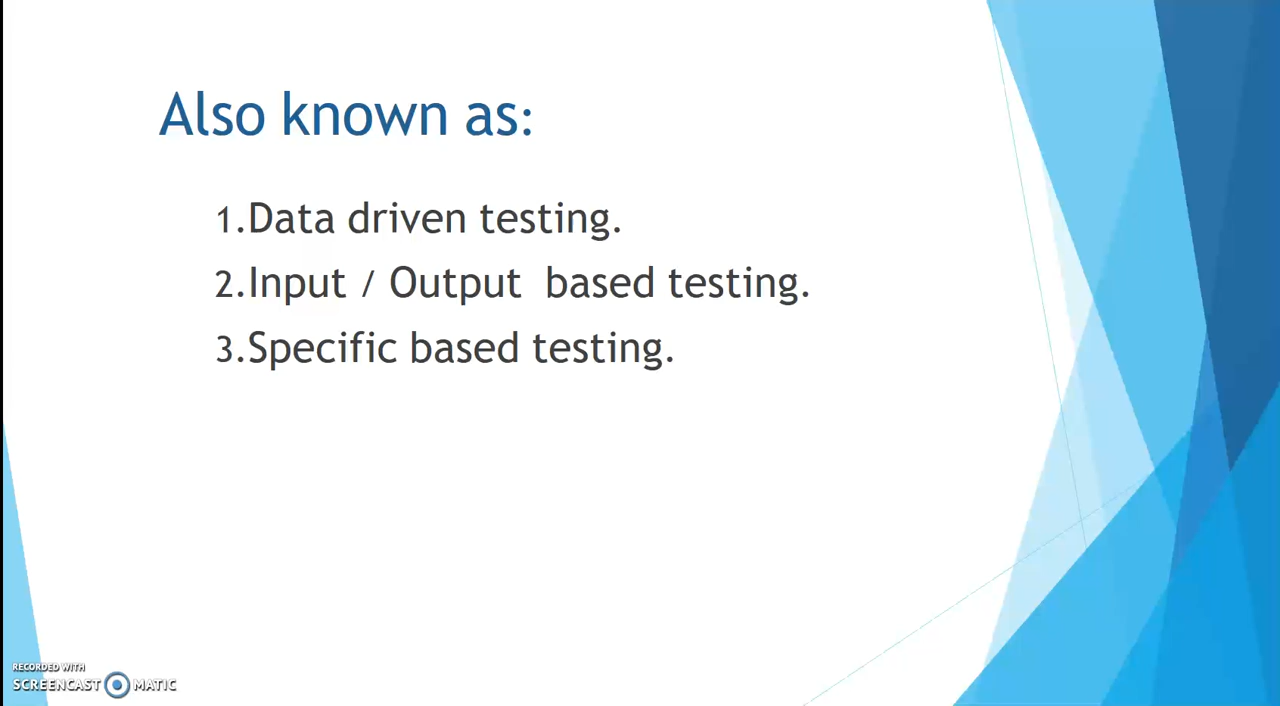 Also known as:
1.Data driven testing.
2.Input / Output based testing.
3.Specific based testing.
RECORDED WITH
SCREENCAST MATIC